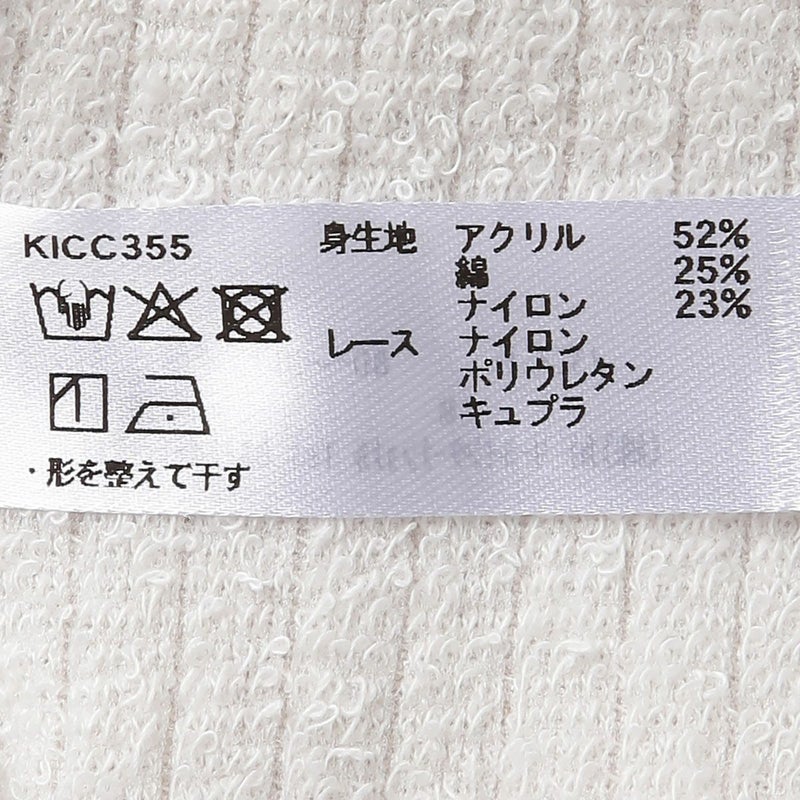 KICC355
身生地 アクリル 52%
綿 25%
ナイロン 23%
レース ナイロン
ポリウレタン
キュプラ
・形を整えて干す